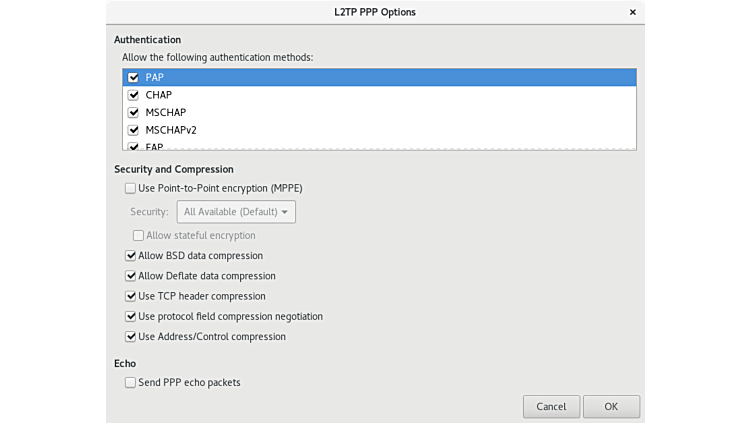 L2TP PPP Options
Authentication
Allow the following authentication methods:
PAP
CHAP
MSCHAP
MSCHAPv2
EAP
Security and Compression
Use Point-to-Point encryption (MPPE)
Security: All Available (Default)
Allow stateful encryption
Allow BSD data compression
Allow Deflate data compression
Use TCP header compression
Use protocol field compression negotiation
Use Address/Control compression
Echo
Send PPP echo packets
Cancel OK